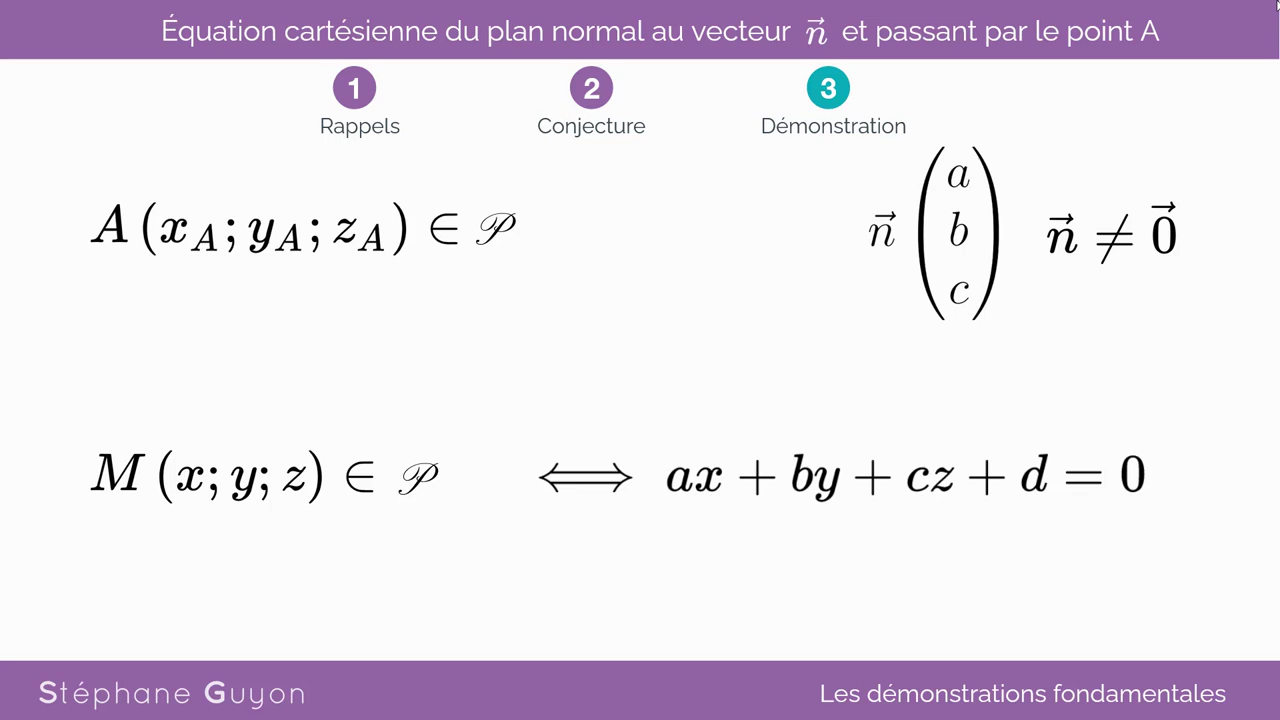 Équation cartésienne du plan normal au vecteur n⃗ et passant par le point A
1 2 3
Rappels Conjecture Démonstration
A (x_A; y_A; z_A) ∈ 𝒫 n⃗ (a b c) n⃗ ≠ 0⃗
M (x; y; z) ∈ 𝒫 ⟺ ax + by + cz + d = 0
Stéphane Guyon Les démonstrations fondamentales